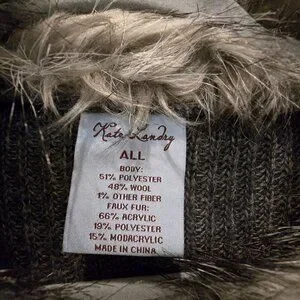 Kate Landry
ALL
BODY:
51% POLYESTER
48% WOOL
1% OTHER FIBER
FAUX FUR:
66% ACRYLIC
19% POLYESTER
15% MODACRYLIC
MADE IN CHINA